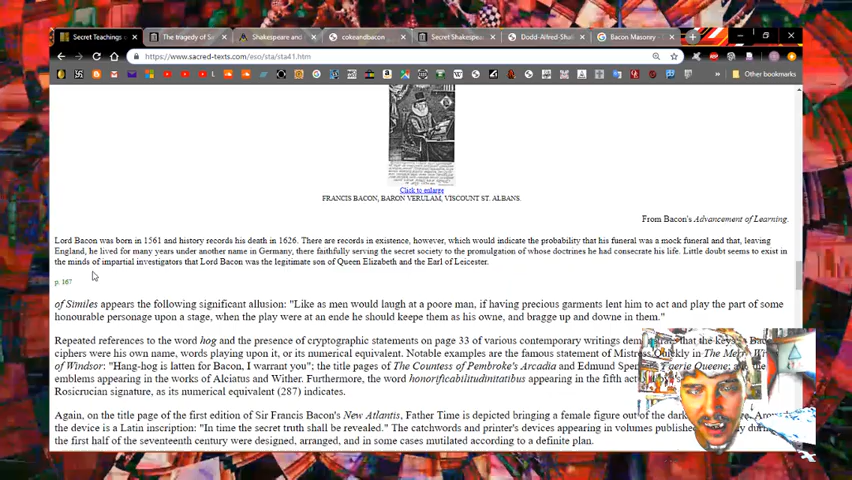 Secret Teachings
The tragedy of Si
Shakespeare and
cokeandbacon
Secret Shakespea
Dodd-Alfred-Shak
Bacon Masonry
https://www.sacred-texts.com/eso/sta/sta41.htm
Other bookmarks
Click to enlarge
FRANCIS BACON, BARON VERULAM, VISCOUNT ST. ALBANS.
From Bacon's Advancement of Learning.
Lord Bacon was born in 1561 and history records his death in 1626. There are records in existence, however, which would indicate the probability that his funeral was a mock funeral and that, leaving
England, he lived for many years under another name in Germany, there faithfully serving the secret society to the promulgation of whose doctrines he had consecrated his life. Little doubt seems to exist in
the minds of impartial investigators that Lord Bacon was the legitimate son of Queen Elizabeth and the Earl of Leicester.
p. 167
of Similes appears the following significant allusion: "Like as men would laugh at a poore man, if having precious garments lent him to act and play the part of some
honourable personage upon a stage, when the play were at an ende he should keepe them as his owne, and bragge up and downe in them."
Repeated references to the word hog and the presence of cryptographic statements on page 33 of various contemporary writings that the keys
ciphers were his own name, words playing upon it, or its numerical equivalent. Notable examples are the famous statement of Mistress Quickly in The
of Windsor: "Hang-hog is latten for Bacon, I warrant you"; the title pages of The Countess of Pembroke's Arcadia and Edmund Faerie Queene; the
emblems appearing in the works of Alciatus and Wither. Furthermore, the word honorificabilitudinitatibus appearing in the fifth
Rosicrucian signature, as its numerical equivalent (287) indicates.
Again, on the title page of the first edition of Sir Francis Bacon's New Atlantis, Father Time is depicted bringing a female figure out of the
the device is a Latin inscription: "In time the secret truth shall be revealed." The catchwords and printer's devices appearing in volumes published
the first half of the seventeenth century were designed, arranged, and in some cases mutilated according to a definite plan.